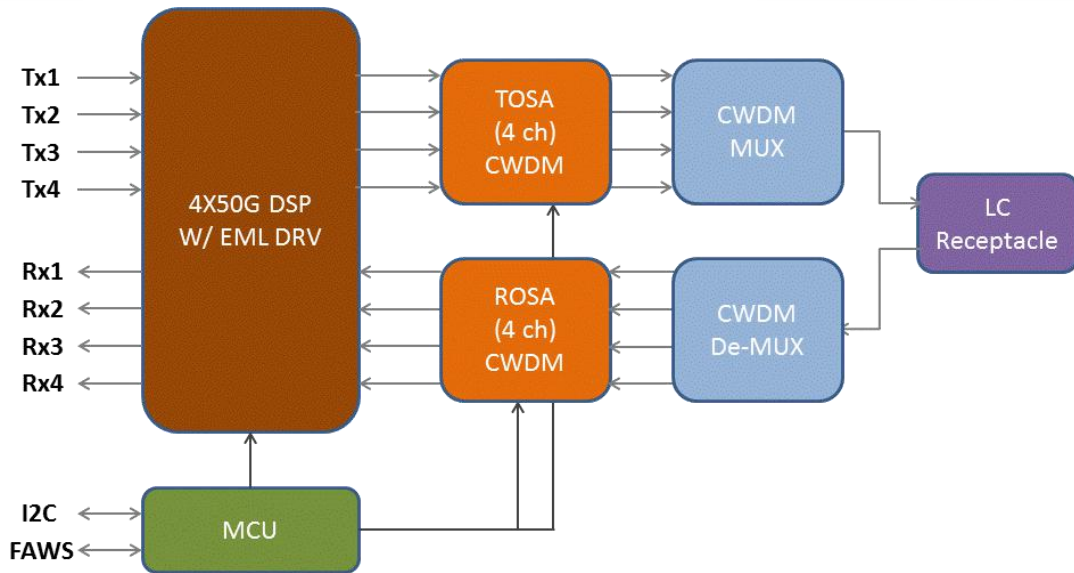 Tx1
Tx2
Tx3
Tx4
4X50G DSP
W/ EML DRV
TOSA
(4 ch)
CWDM
CWDM
MUX
LC
Receptacle
Rx1
Rx2
Rx3
Rx4
ROSA
(4 ch)
CWDM
CWDM
De-MUX
I2C
FAWS
MCU